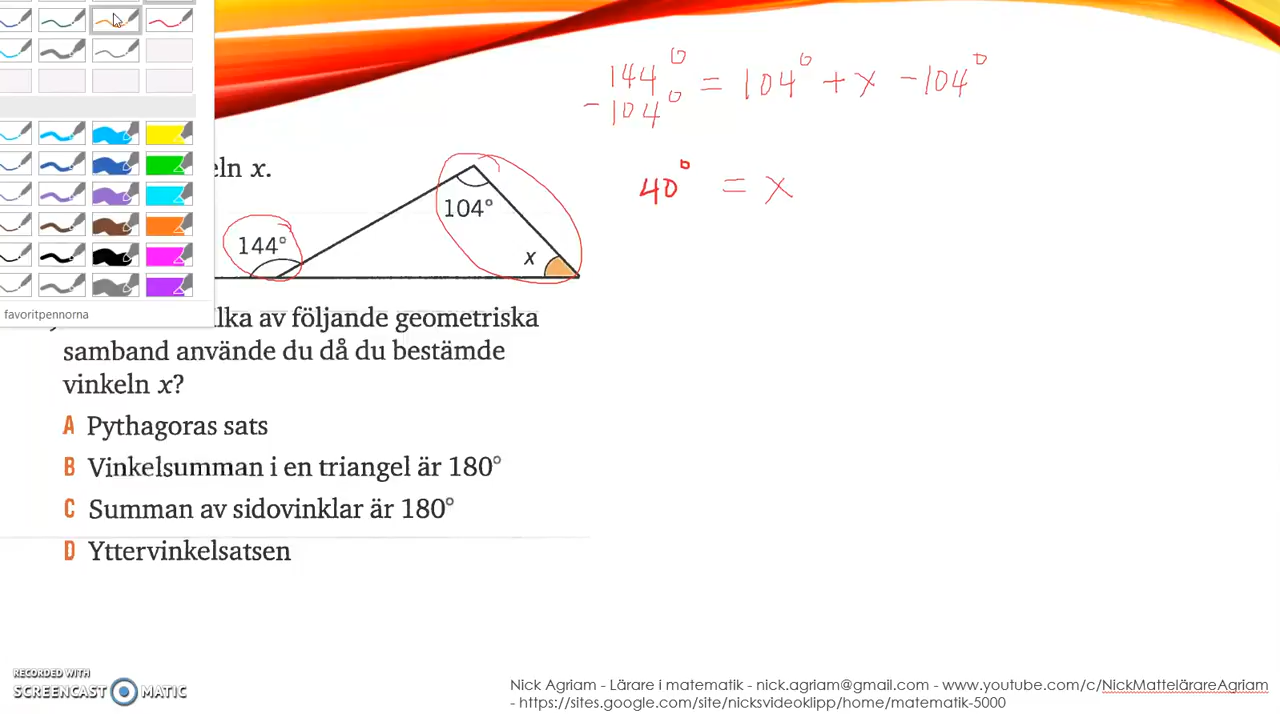 144° = 104° + x - 104°
- 104°
40° = x
eln x.
104°
144°
x
favoritpennorna
lka av följande geometriska
samband använde du då du bestämde
vinkeln x?
A Pythagoras sats
B Vinkelsumman i en triangel är 180°
C Summan av sidovinklar är 180°
D Yttervinkelsatsen
RECORDED WITH
SCREENCAST MATIC
Nick Agriam - Lärare i matematik - nick.agriam@gmail.com - www.youtube.com/c/NickMattelärareAgriam
- https://sites.google.com/site/nicksvideoklipp/home/matematik-5000